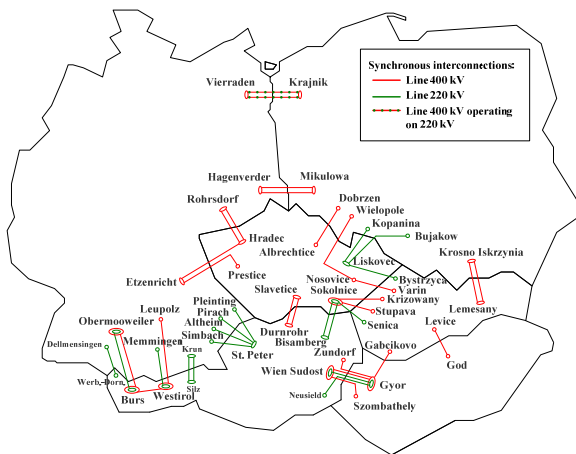 Synchronous interconnections:
Line 400 kV
Line 220 kV
Line 400 kV operating
on 220 kV
Vierraden
Krajnik
Hagenverder
Mikulowa
Rohrsdorf
Dobrzen
Wielopole
Kopanina
Bujakow
Hradec
Albrechtice
Liskovec
Krosno Iskrzynia
Etzenricht
Prestice
Nosovice
Bystrzyca
Varin
Slavetice
Sokolnice
Krizowany
Stupava
Senica
Lemesany
Leupolz
Pleinting
Pirach
Altheim
Simbach
Obermooweiler
Durnrohr
Bisamberg
Levice
Dellmensingen
Memmingen
Krun
St. Peter
Zundorf
Gabcikovo
God
Werb.-Dorn.
Silz
Wien Sudost
Gyor
Burs
Westirol
Neusield
Szombathely